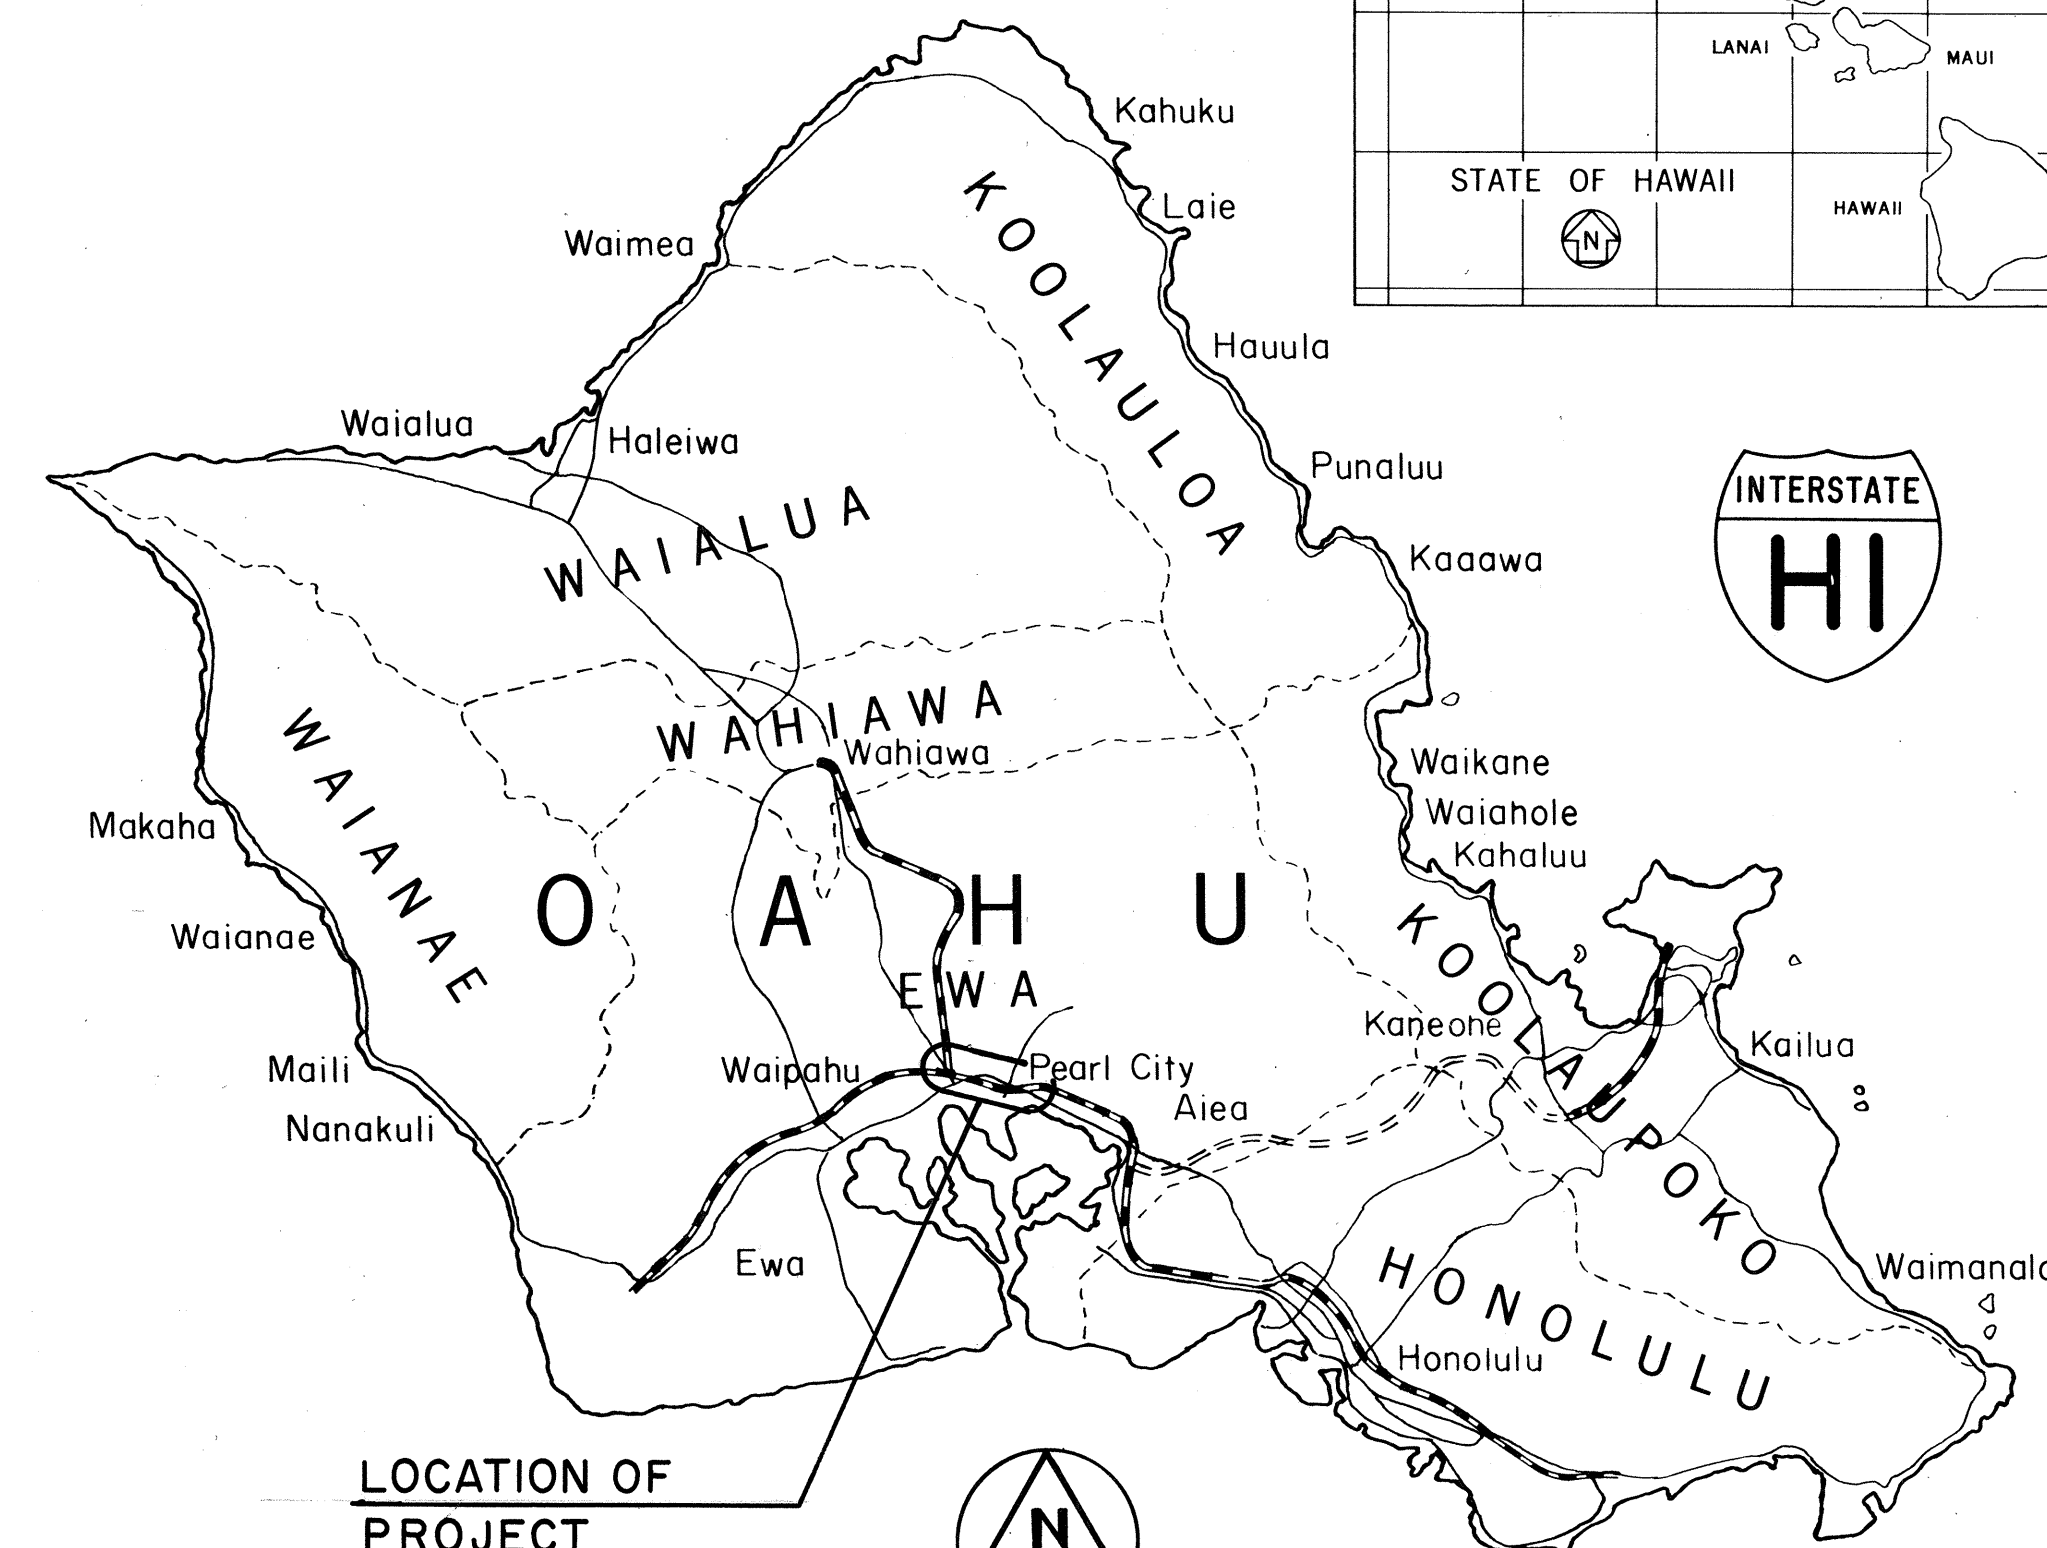 LANAI
MAUI
Kahuku
STATE OF HAWAII
N
HAWAII
Laie
Waimea
KOOLAULOA
Hauula
Waialua
Haleiwa
Punaluu
INTERSTATE
H1
WAIALUA
Kaaawa
WAHIAWA
Wahiawa
WAIANAE
Waikane
Waiahole
Makaha
Kahaluu
OAHU
Waianae
KOOLAUPOKO
EWA
Kaneohe
Kailua
Maili
Waipahu
Pearl City
Nanakuli
Aiea
Ewa
HONOLULU
Waimanalo
Honolulu
LOCATION OF
PROJECT
N